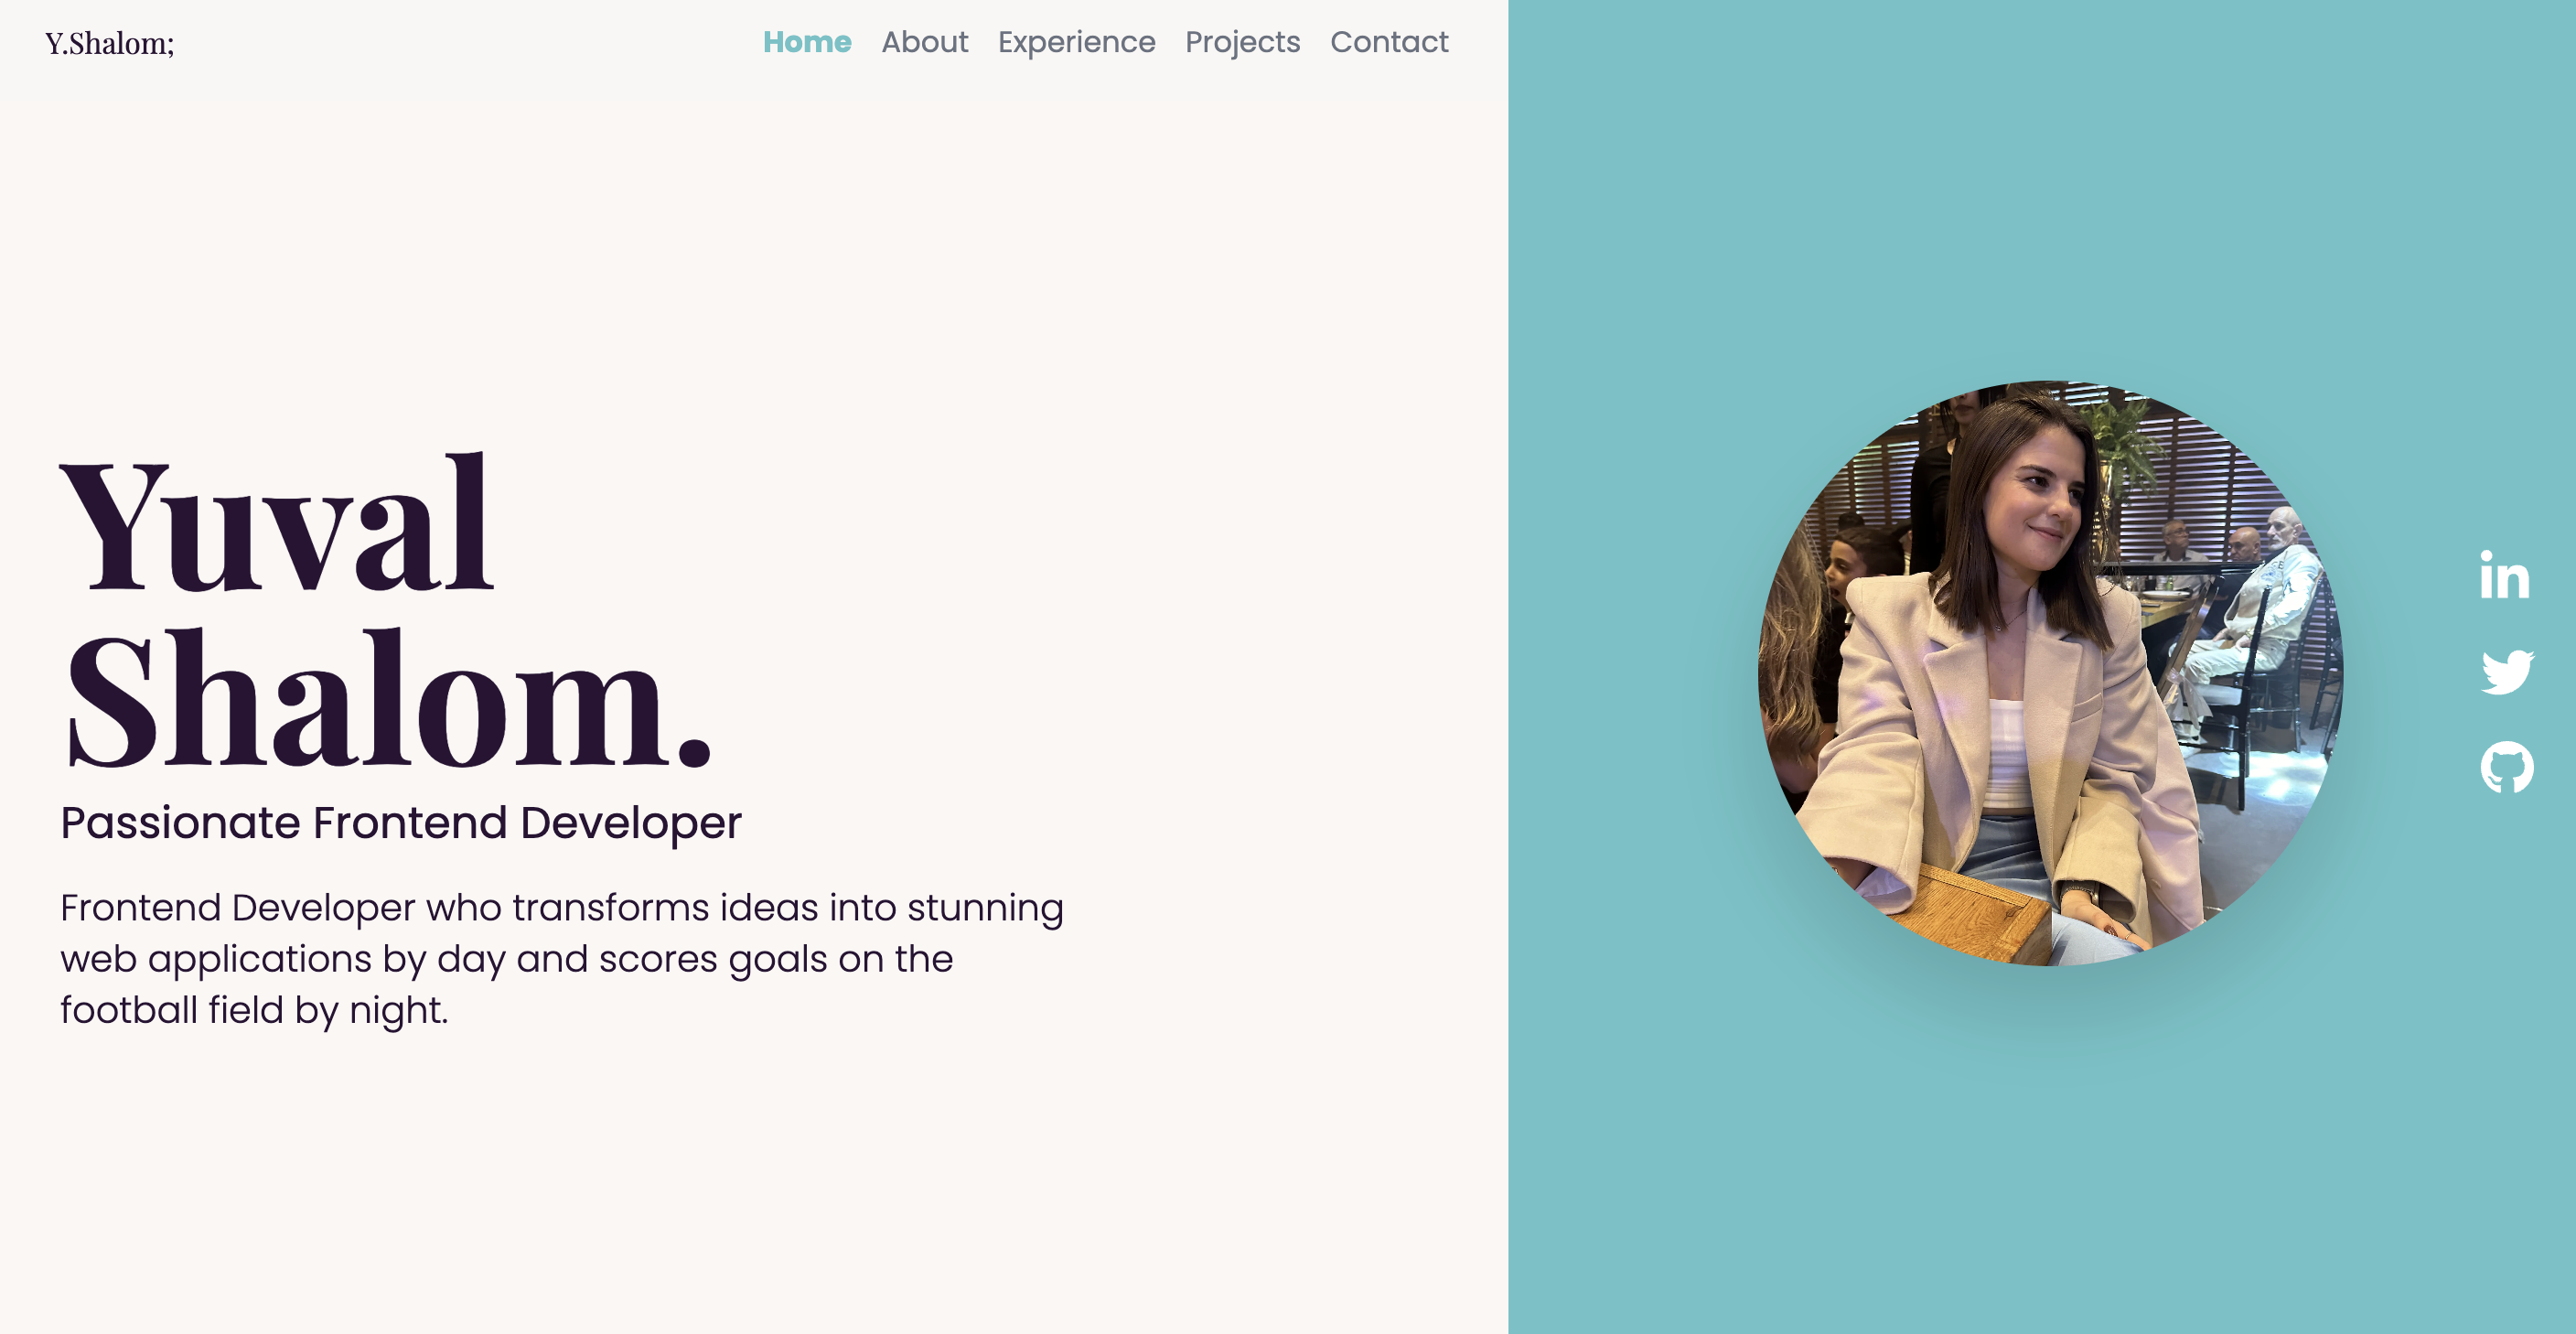 Y.Shalom;
Home About Experience Projects Contact
Yuval
Shalom.
Passionate Frontend Developer
Frontend Developer who transforms ideas into stunning
web applications by day and scores goals on the
football field by night.
in